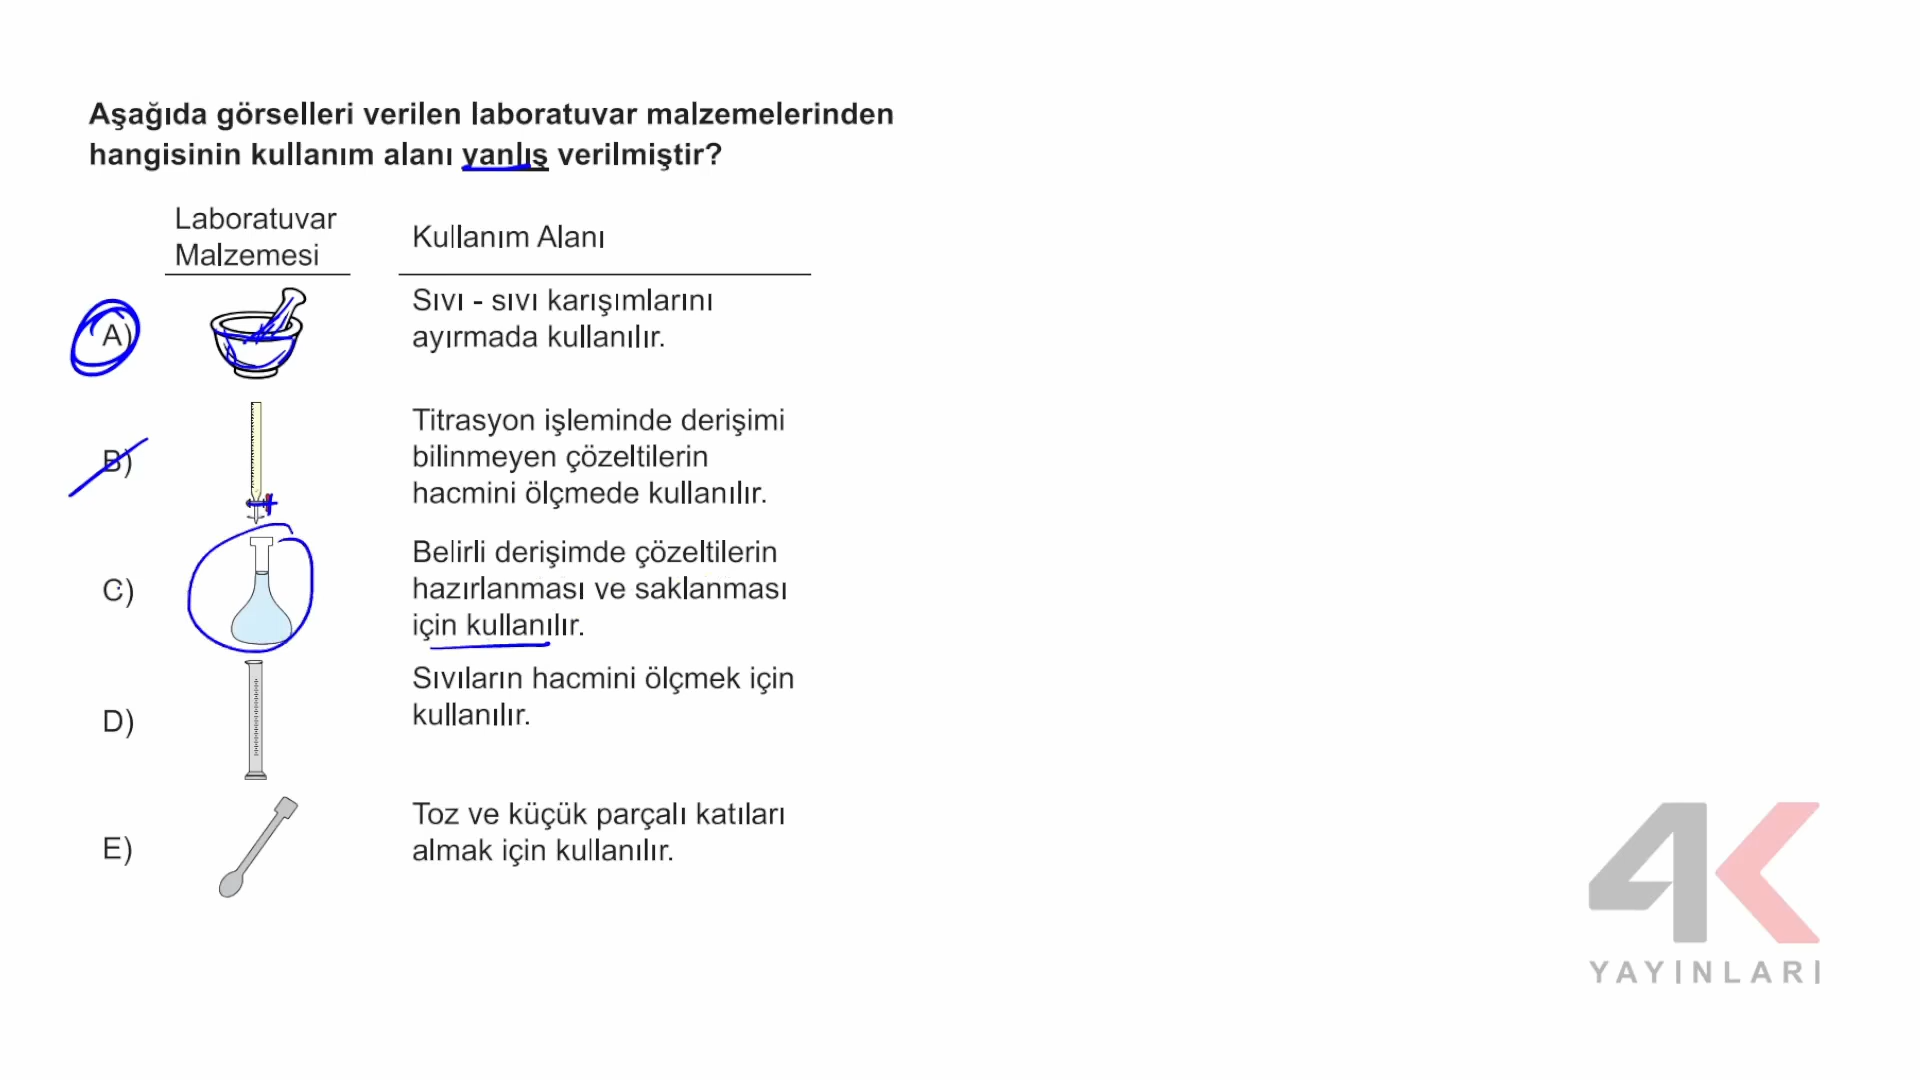 Aşağıda görselleri verilen laboratuvar malzemelerinden
hangisinin kullanım alanı yanlış verilmiştir?
Laboratuvar
Malzemesi
Kullanım Alanı
A)
Sıvı - sıvı karışımlarını
ayırmada kullanılır.
B)
Titrasyon işleminde derişimi
bilinmeyen çözeltilerin
hacmini ölçmede kullanılır.
C)
Belirli derişimde çözeltilerin
hazırlanması ve saklanması
için kullanılır.
D)
Sıvıların hacmini ölçmek için
kullanılır.
E)
Toz ve küçük parçalı katıları
almak için kullanılır.
4K
YAYINLARI